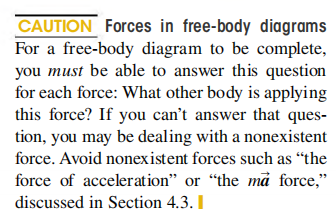 CAUTION Forces in free-body diagrams
For a free-body diagram to be complete,
you must be able to answer this question
for each force: What other body is applying
this force? If you can’t answer that ques-
tion, you may be dealing with a nonexistent
force. Avoid nonexistent forces such as “the
force of acceleration” or “the ma⃗ force,”
discussed in Section 4.3.